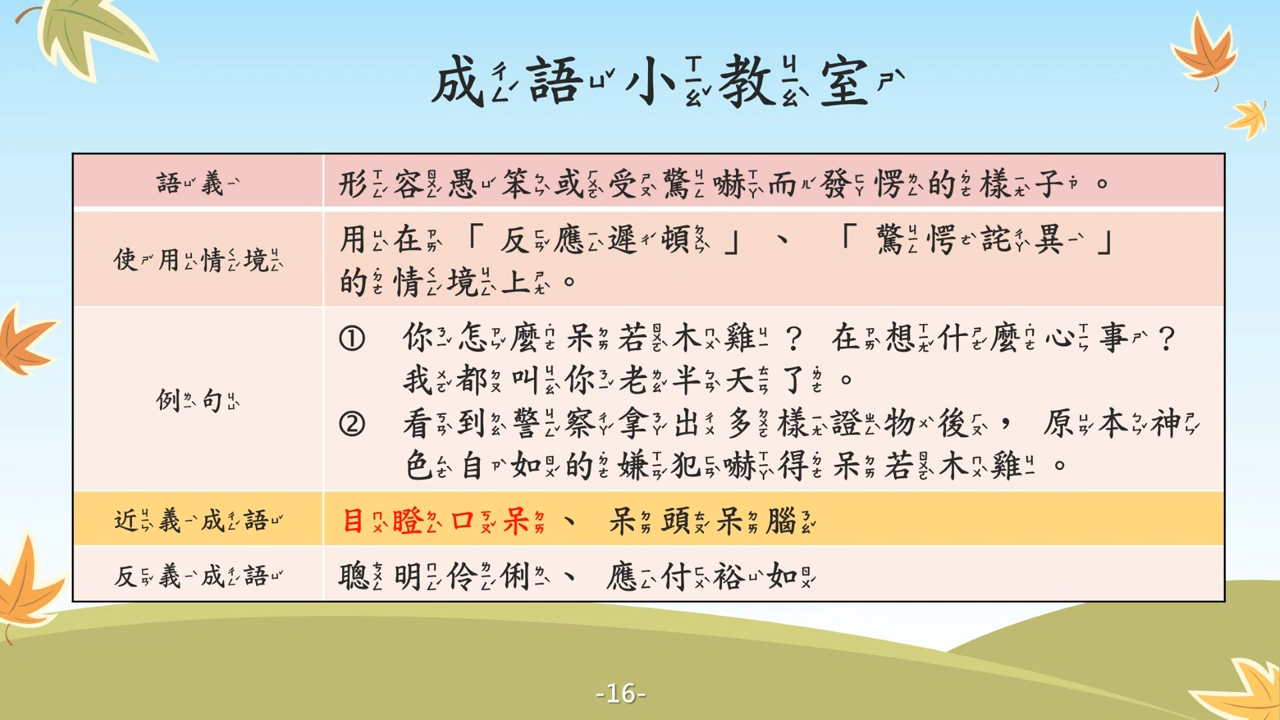 成語小教室
語義 形容愚笨或受驚嚇而發愣的樣子。
使用情境 用在「反應遲頓」、「驚愕詫異」
的情境上。
例句 ① 你怎麼呆若木雞？在想什麼心事？
我都叫你老半天了。
② 看到警察拿出多樣證物後，原本神
色自如的嫌犯嚇得呆若木雞。
近義成語 目瞪口呆、呆頭呆腦
反義成語 聰明伶俐、應付裕如
-16-